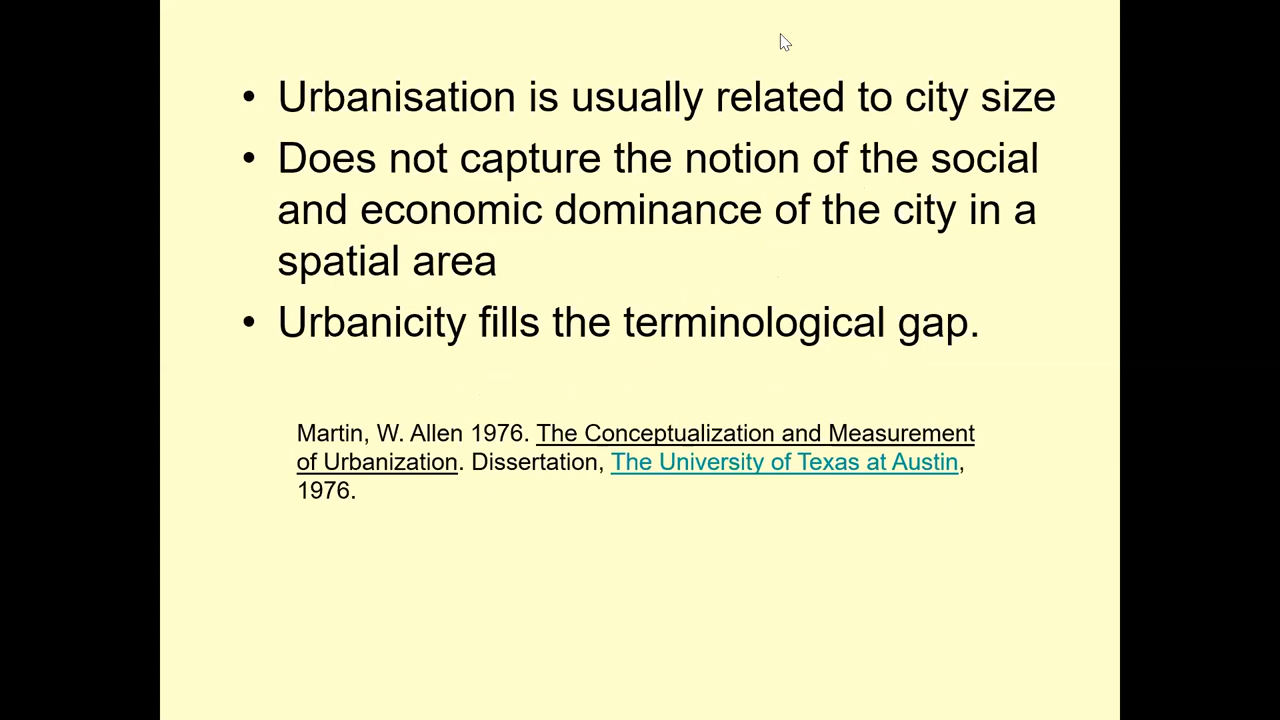 • Urbanisation is usually related to city size
• Does not capture the notion of the social
and economic dominance of the city in a
spatial area
• Urbanicity fills the terminological gap.
Martin, W. Allen 1976. The Conceptualization and Measurement
of Urbanization. Dissertation, The University of Texas at Austin,
1976.